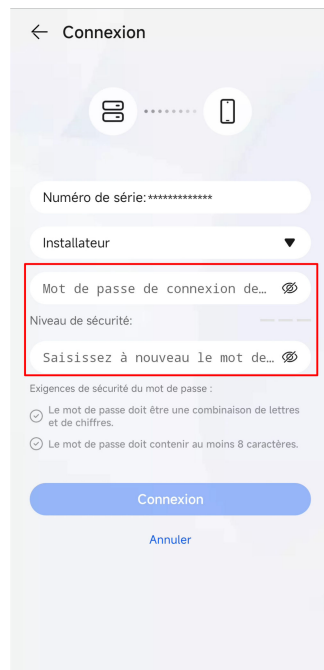 Connexion
Numéro de série:*************
Installateur
Mot de passe de connexion de…
Niveau de sécurité:
Saisissez à nouveau le mot de…
Exigences de sécurité du mot de passe :
Le mot de passe doit être une combinaison de lettres
et de chiffres.
Le mot de passe doit contenir au moins 8 caractères.
Connexion
Annuler